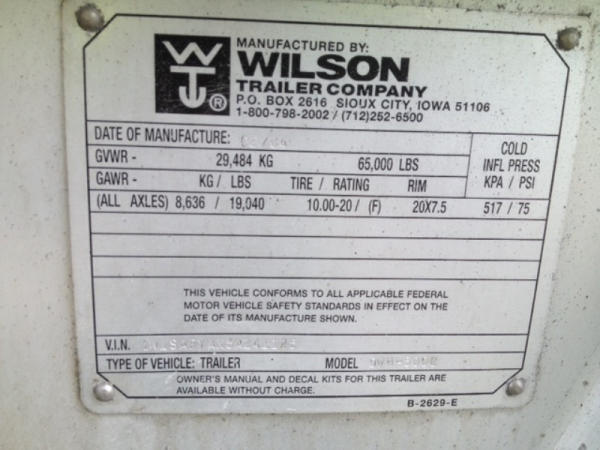 WT
®
MANUFACTURED BY:
WILSON
TRAILER COMPANY
P.O. BOX 2616 SIOUX CITY, IOWA 51106
1-800-798-2002 / (712)252-6500
DATE OF MANUFACTURE:
GVWR - 29,484 KG 65,000 LBS
COLD
INFL PRESS
KPA / PSI
GAWR - KG / LBS TIRE / RATING RIM
(ALL AXLES) 8,636 / 19,040 10.00-20 / (F) 20X7.5 517 / 75
THIS VEHICLE CONFORMS TO ALL APPLICABLE FEDERAL
MOTOR VEHICLE SAFETY STANDARDS IN EFFECT ON THE
DATE OF ITS MANUFACTURE SHOWN.
V.I.N.
TYPE OF VEHICLE: TRAILER MODEL
OWNER'S MANUAL AND DECAL KITS FOR THIS TRAILER ARE
AVAILABLE WITHOUT CHARGE.
B-2629-E